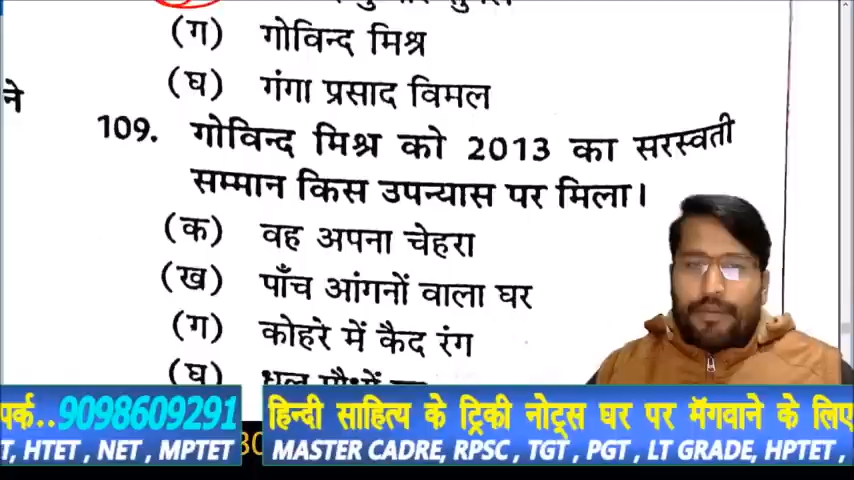 (ग) गोविन्द मिश्र
(घ) गंगा प्रसाद विमल
ने
109. गोविन्द मिश्र को 2013 का सरस्वती
सम्मान किस उपन्यास पर मिला।
(क) वह अपना चेहरा
(ख) पाँच आंगनों वाला घर
(ग) कोहरे में कैद रंग
(घ)
पर्क..9098609291
हिन्दी साहित्य के ट्रिकी नोट्स घर पर मॅगवाने के लिए
T, HTET , NET , MPTET
MASTER CADRE, RPSC , TGT , PGT , LT GRADE, HPTET ,